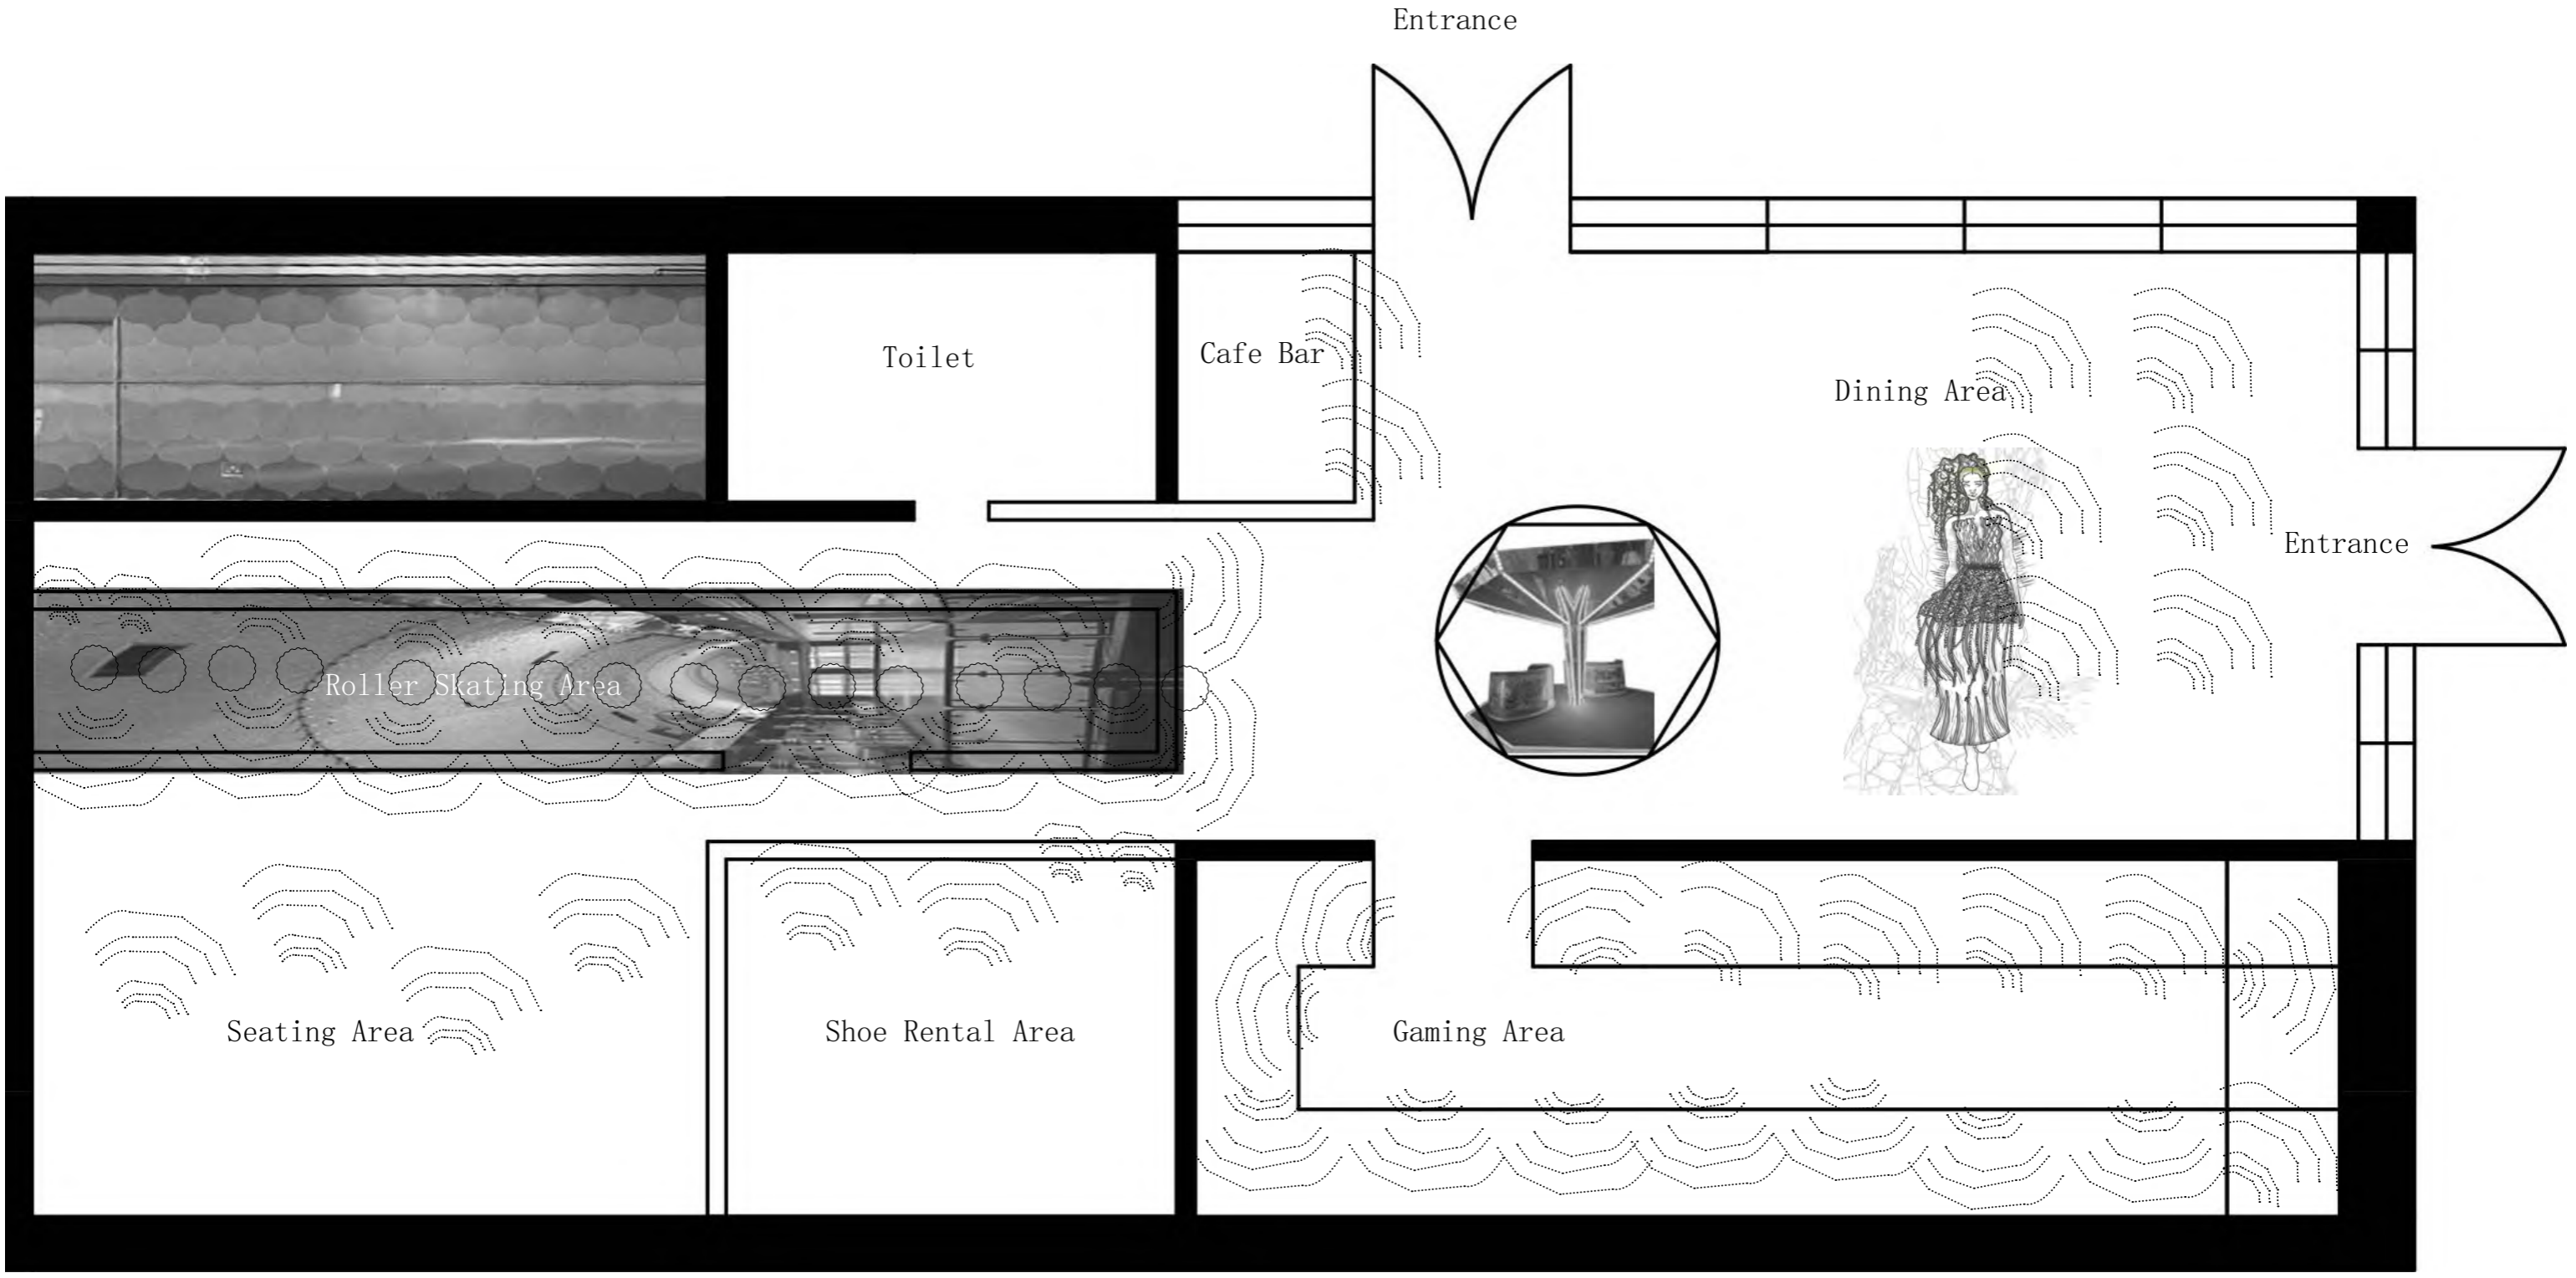 Entrance
Toilet
Cafe Bar
Dining Area
Entrance
Roller Skating Area
Seating Area
Shoe Rental Area
Gaming Area